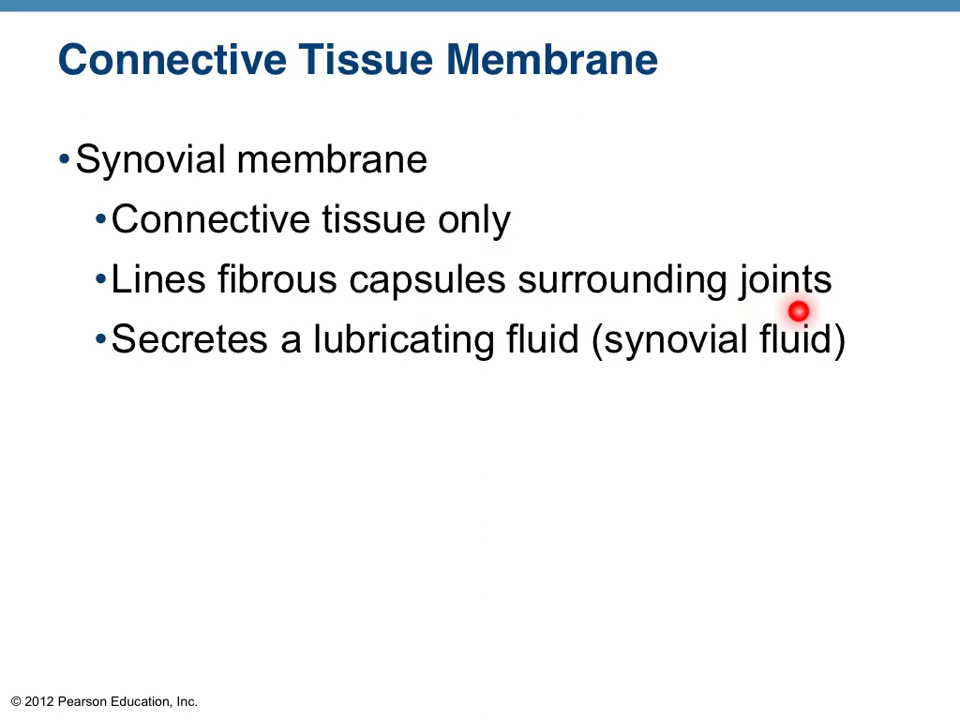 Connective Tissue Membrane
•Synovial membrane
•Connective tissue only
•Lines fibrous capsules surrounding joints
•Secretes a lubricating fluid (synovial fluid)
© 2012 Pearson Education, Inc.